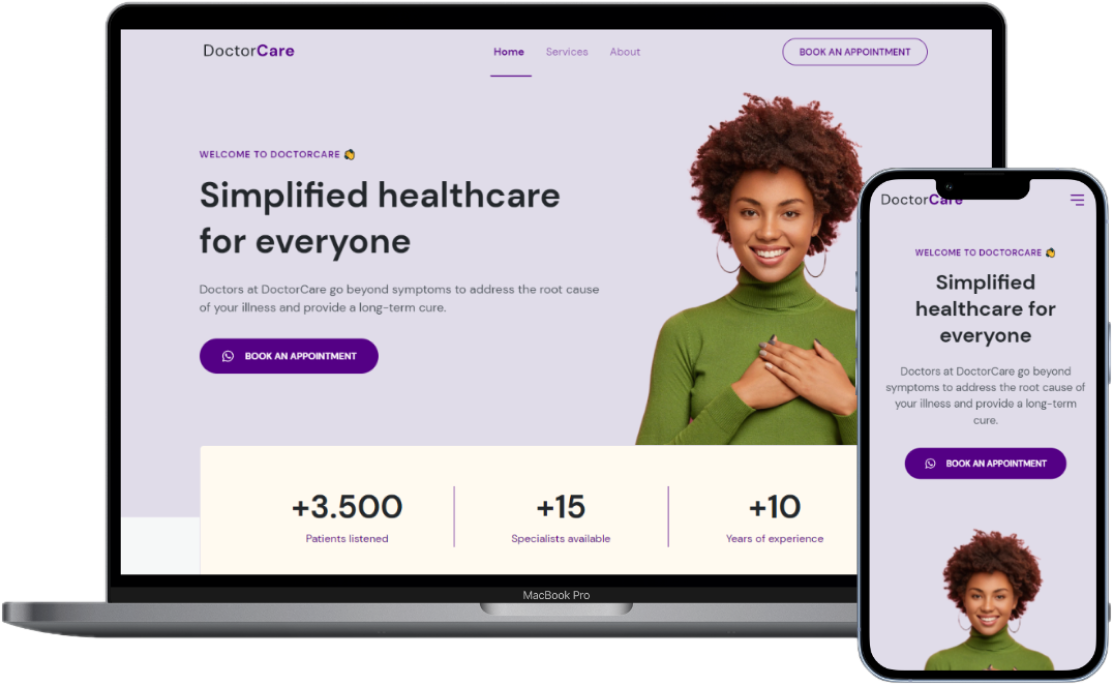 DoctorCare
Home Services About
BOOK AN APPOINTMENT
WELCOME TO DOCTORCARE
Simplified healthcare
for everyone
Doctors at DoctorCare go beyond symptoms to address the root cause
of your illness and provide a long-term cure.
BOOK AN APPOINTMENT
+3.500
Patients listened
+15
Specialists available
+10
Years of experience
MacBook Pro
DoctorCare
WELCOME TO DOCTORCARE
Simplified
healthcare for
everyone
Doctors at DoctorCare go beyond
symptoms to address the root cause of
your illness and provide a long-term
cure.
BOOK AN APPOINTMENT